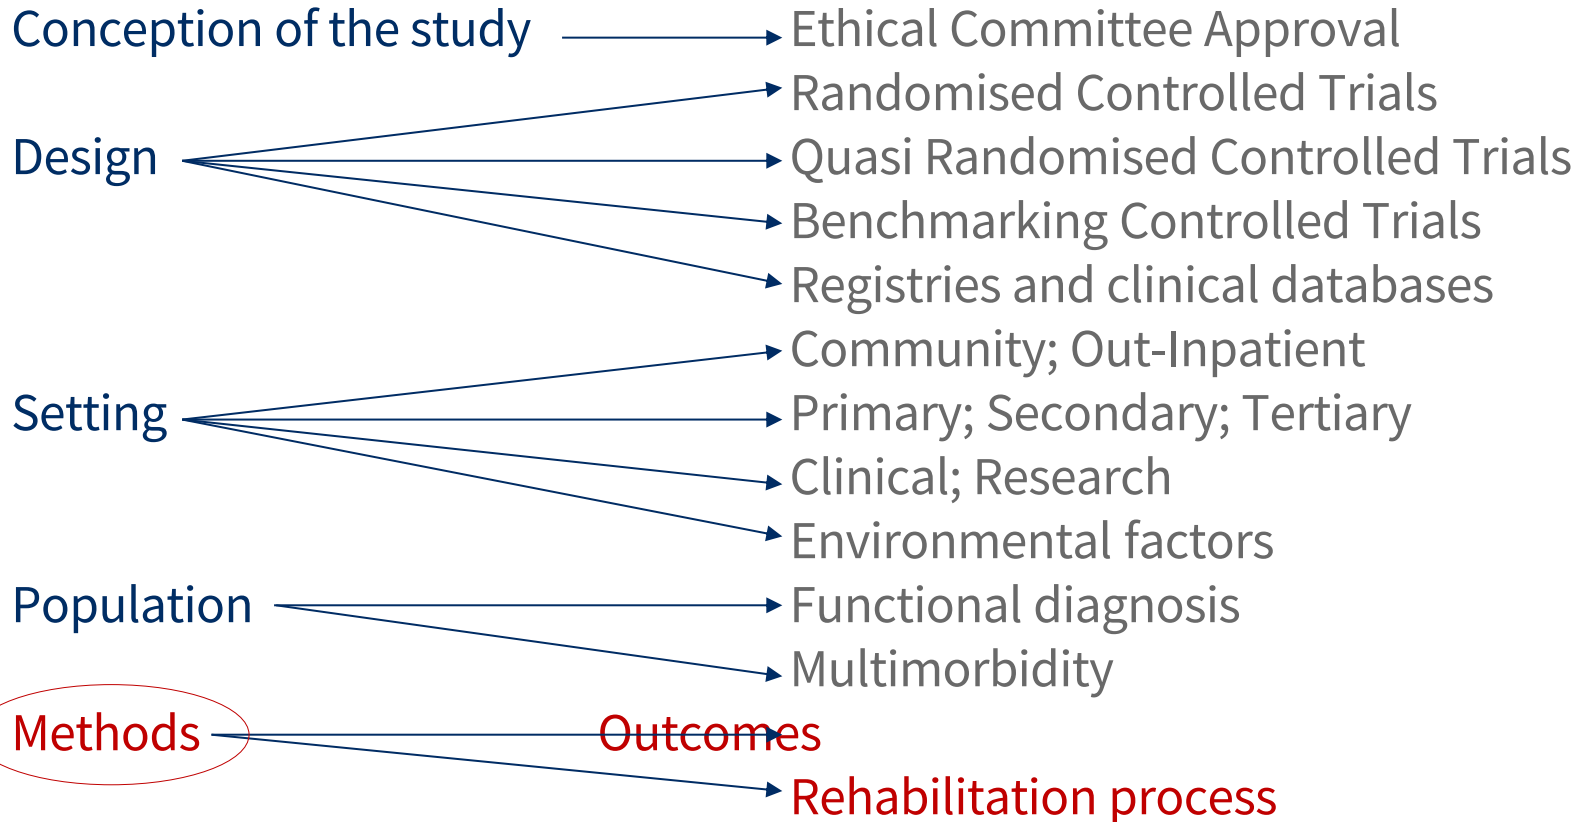 Conception of the study Ethical Committee Approval
Randomised Controlled Trials
Design Quasi Randomised Controlled Trials
Benchmarking Controlled Trials
Registries and clinical databases
Community; Out-Inpatient
Setting Primary; Secondary; Tertiary
Clinical; Research
Environmental factors
Population Functional diagnosis
Multimorbidity
Methods Outcomes
Rehabilitation process